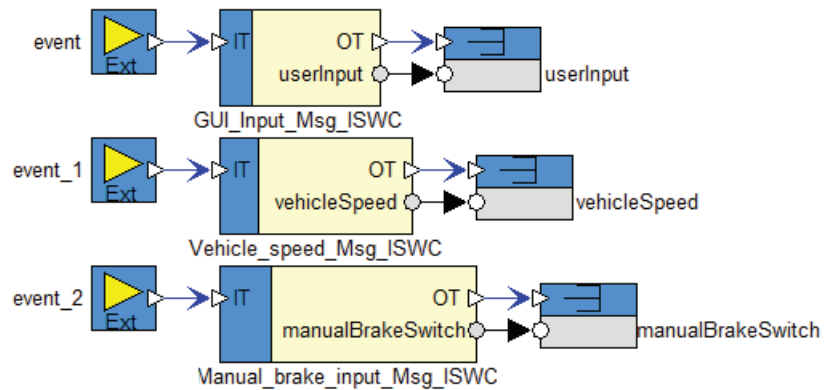 event Ext IT OT
userInput userInput
GUI_Input_Msg_ISWC
event_1 Ext IT OT
vehicleSpeed vehicleSpeed
Vehicle_speed_Msg_ISWC
event_2 Ext IT OT
manualBrakeSwitch manualBrakeSwitch
Manual_brake_input_Msg_ISWC